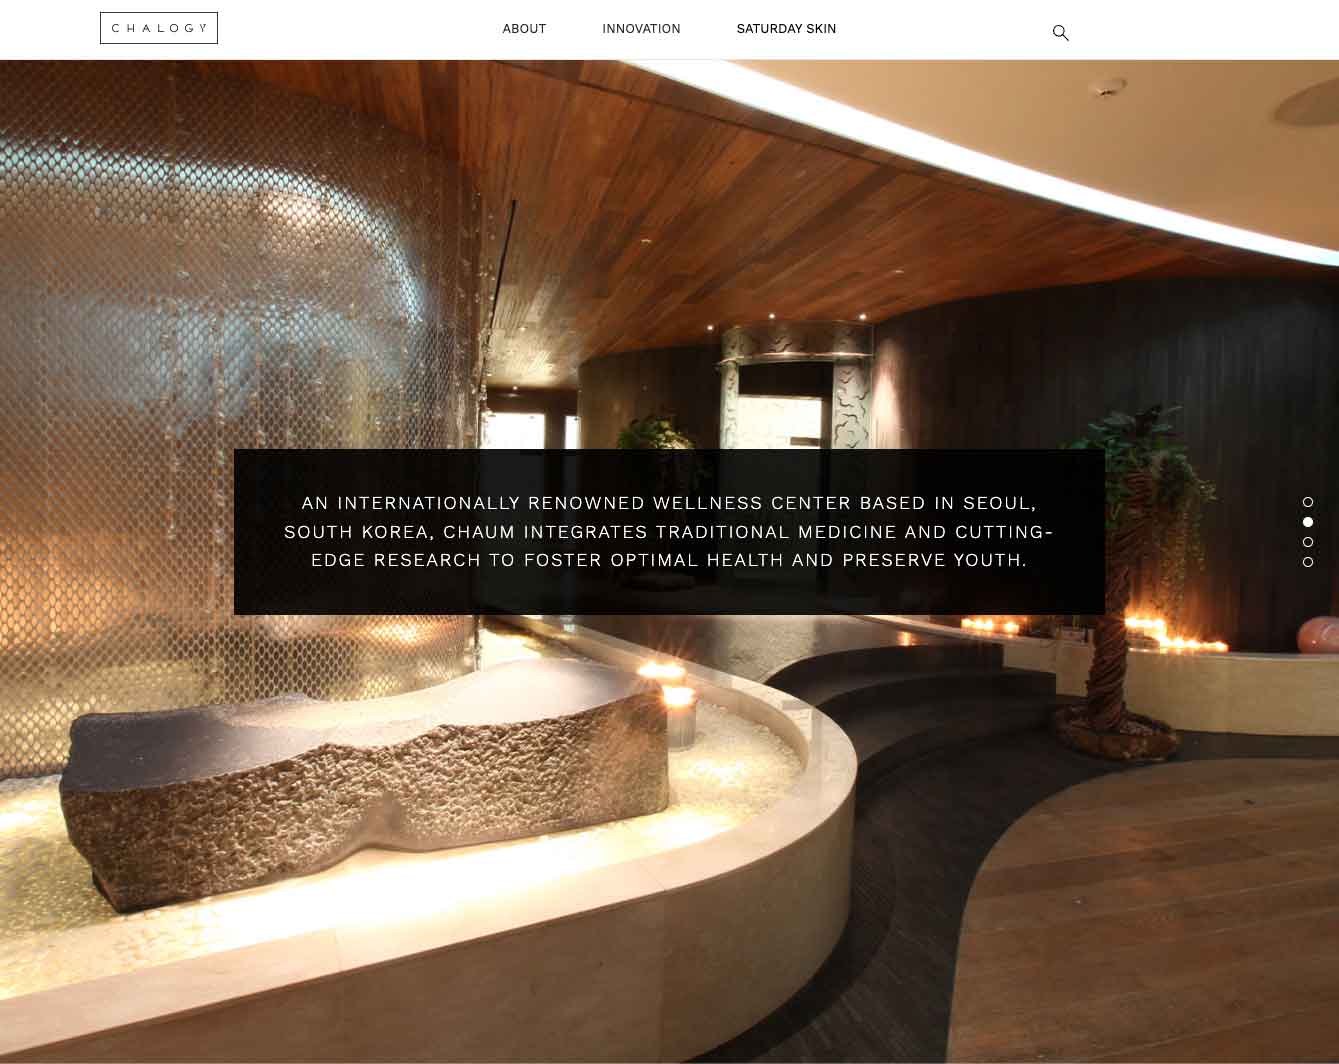 CHALOGY
ABOUT INNOVATION SATURDAY SKIN
AN INTERNATIONALLY RENOWNED WELLNESS CENTER BASED IN SEOUL,
SOUTH KOREA, CHAUM INTEGRATES TRADITIONAL MEDICINE AND CUTTING-
EDGE RESEARCH TO FOSTER OPTIMAL HEALTH AND PRESERVE YOUTH.